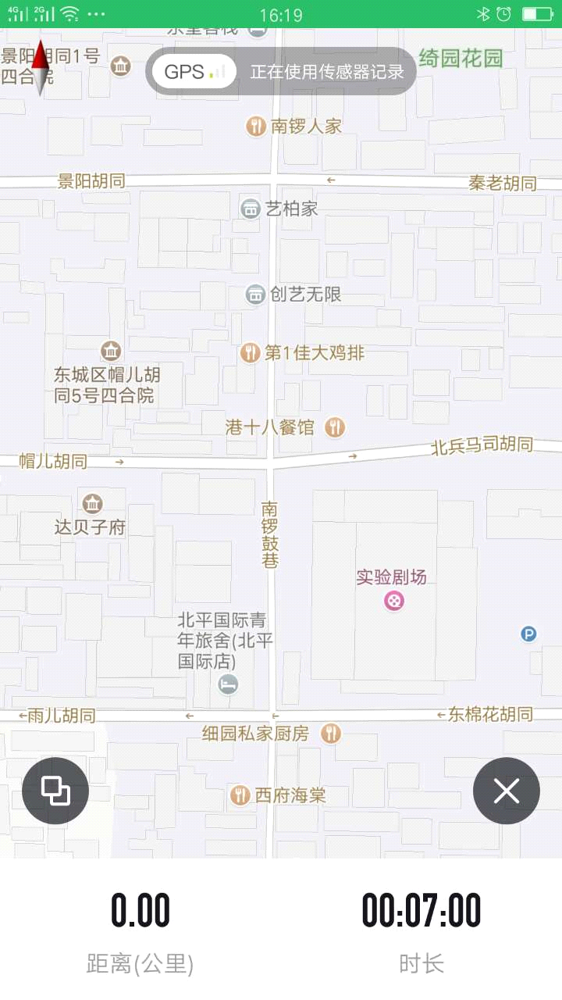 4G 2G 16:19
东堂客栈
景阳胡同1号
四合院
GPS 正在使用传感器记录
绮园花园
南锣人家
景阳胡同
秦老胡同
艺柏家
创艺无限
第1佳大鸡排
东城区帽儿胡
同5号四合院
港十八餐馆
帽儿胡同
北兵马司胡同
达贝子府
南锣鼓巷
实验剧场
P
北平国际青
年旅舍(北平
国际店)
雨儿胡同
东棉花胡同
细园私家厨房
西府海棠
0.00
00:07:00
距离(公里)
时长